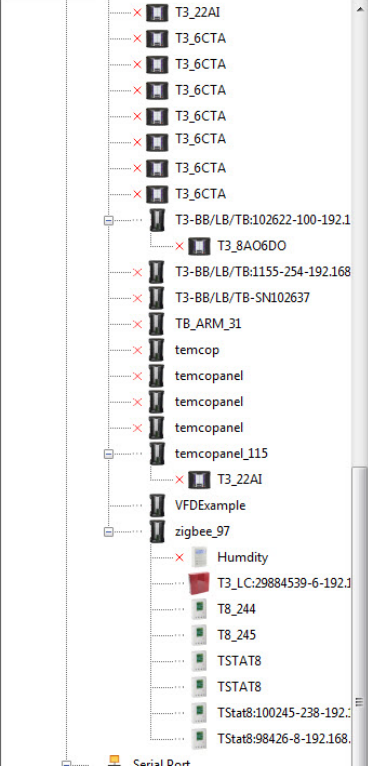 T3_22AI
T3_6CTA
T3_6CTA
T3_6CTA
T3_6CTA
T3_6CTA
T3_6CTA
T3_6CTA
T3-BB/LB/TB:102622-100-192.1
T3_8AO6DO
T3-BB/LB/TB:1155-254-192.168
T3-BB/LB/TB-SN102637
TB_ARM_31
temcop
temcopanel
temcopanel
temcopanel
temcopanel_115
T3_22AI
VFDExample
zigbee_97
Humdity
T3_LC:29884539-6-192.1
T8_244
T8_245
TSTAT8
TSTAT8
TStat8:100245-238-192.
TStat8:98426-8-192.168.
Serial Port